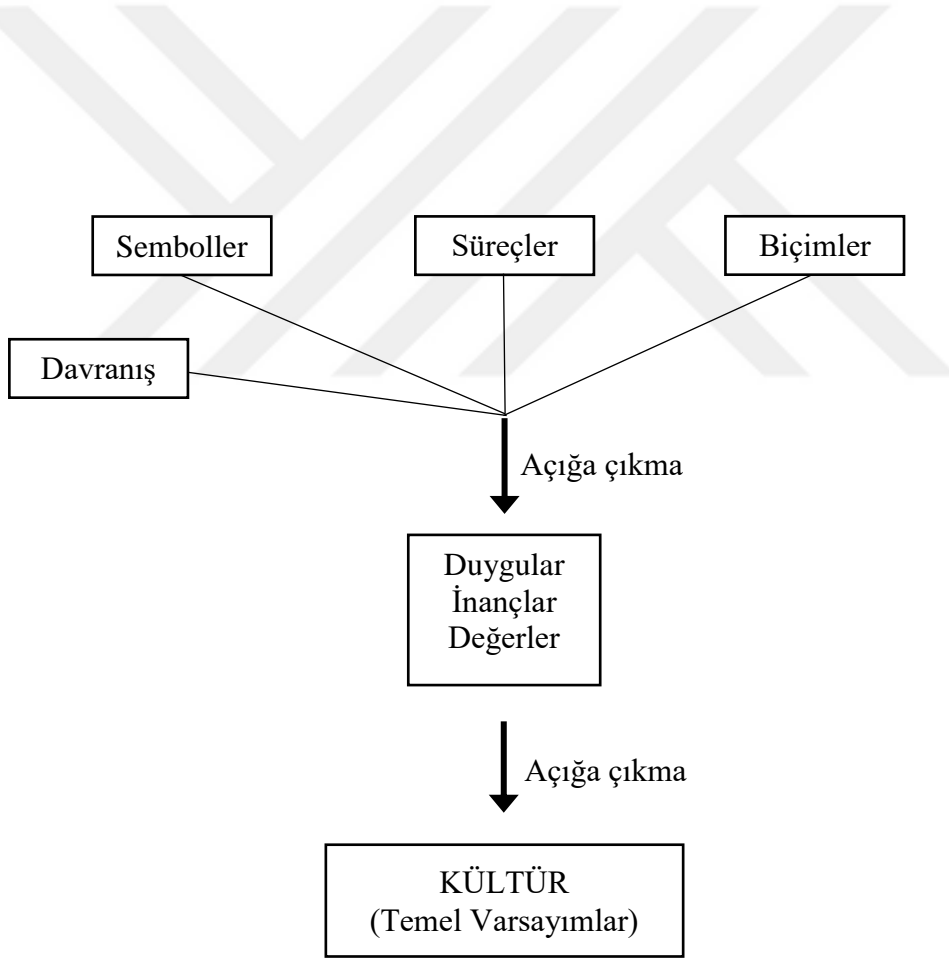 Semboller
Süreçler
Biçimler
Davranış
Açığa çıkma
Duygular
İnançlar
Değerler
Açığa çıkma
KÜLTÜR
(Temel Varsayımlar)